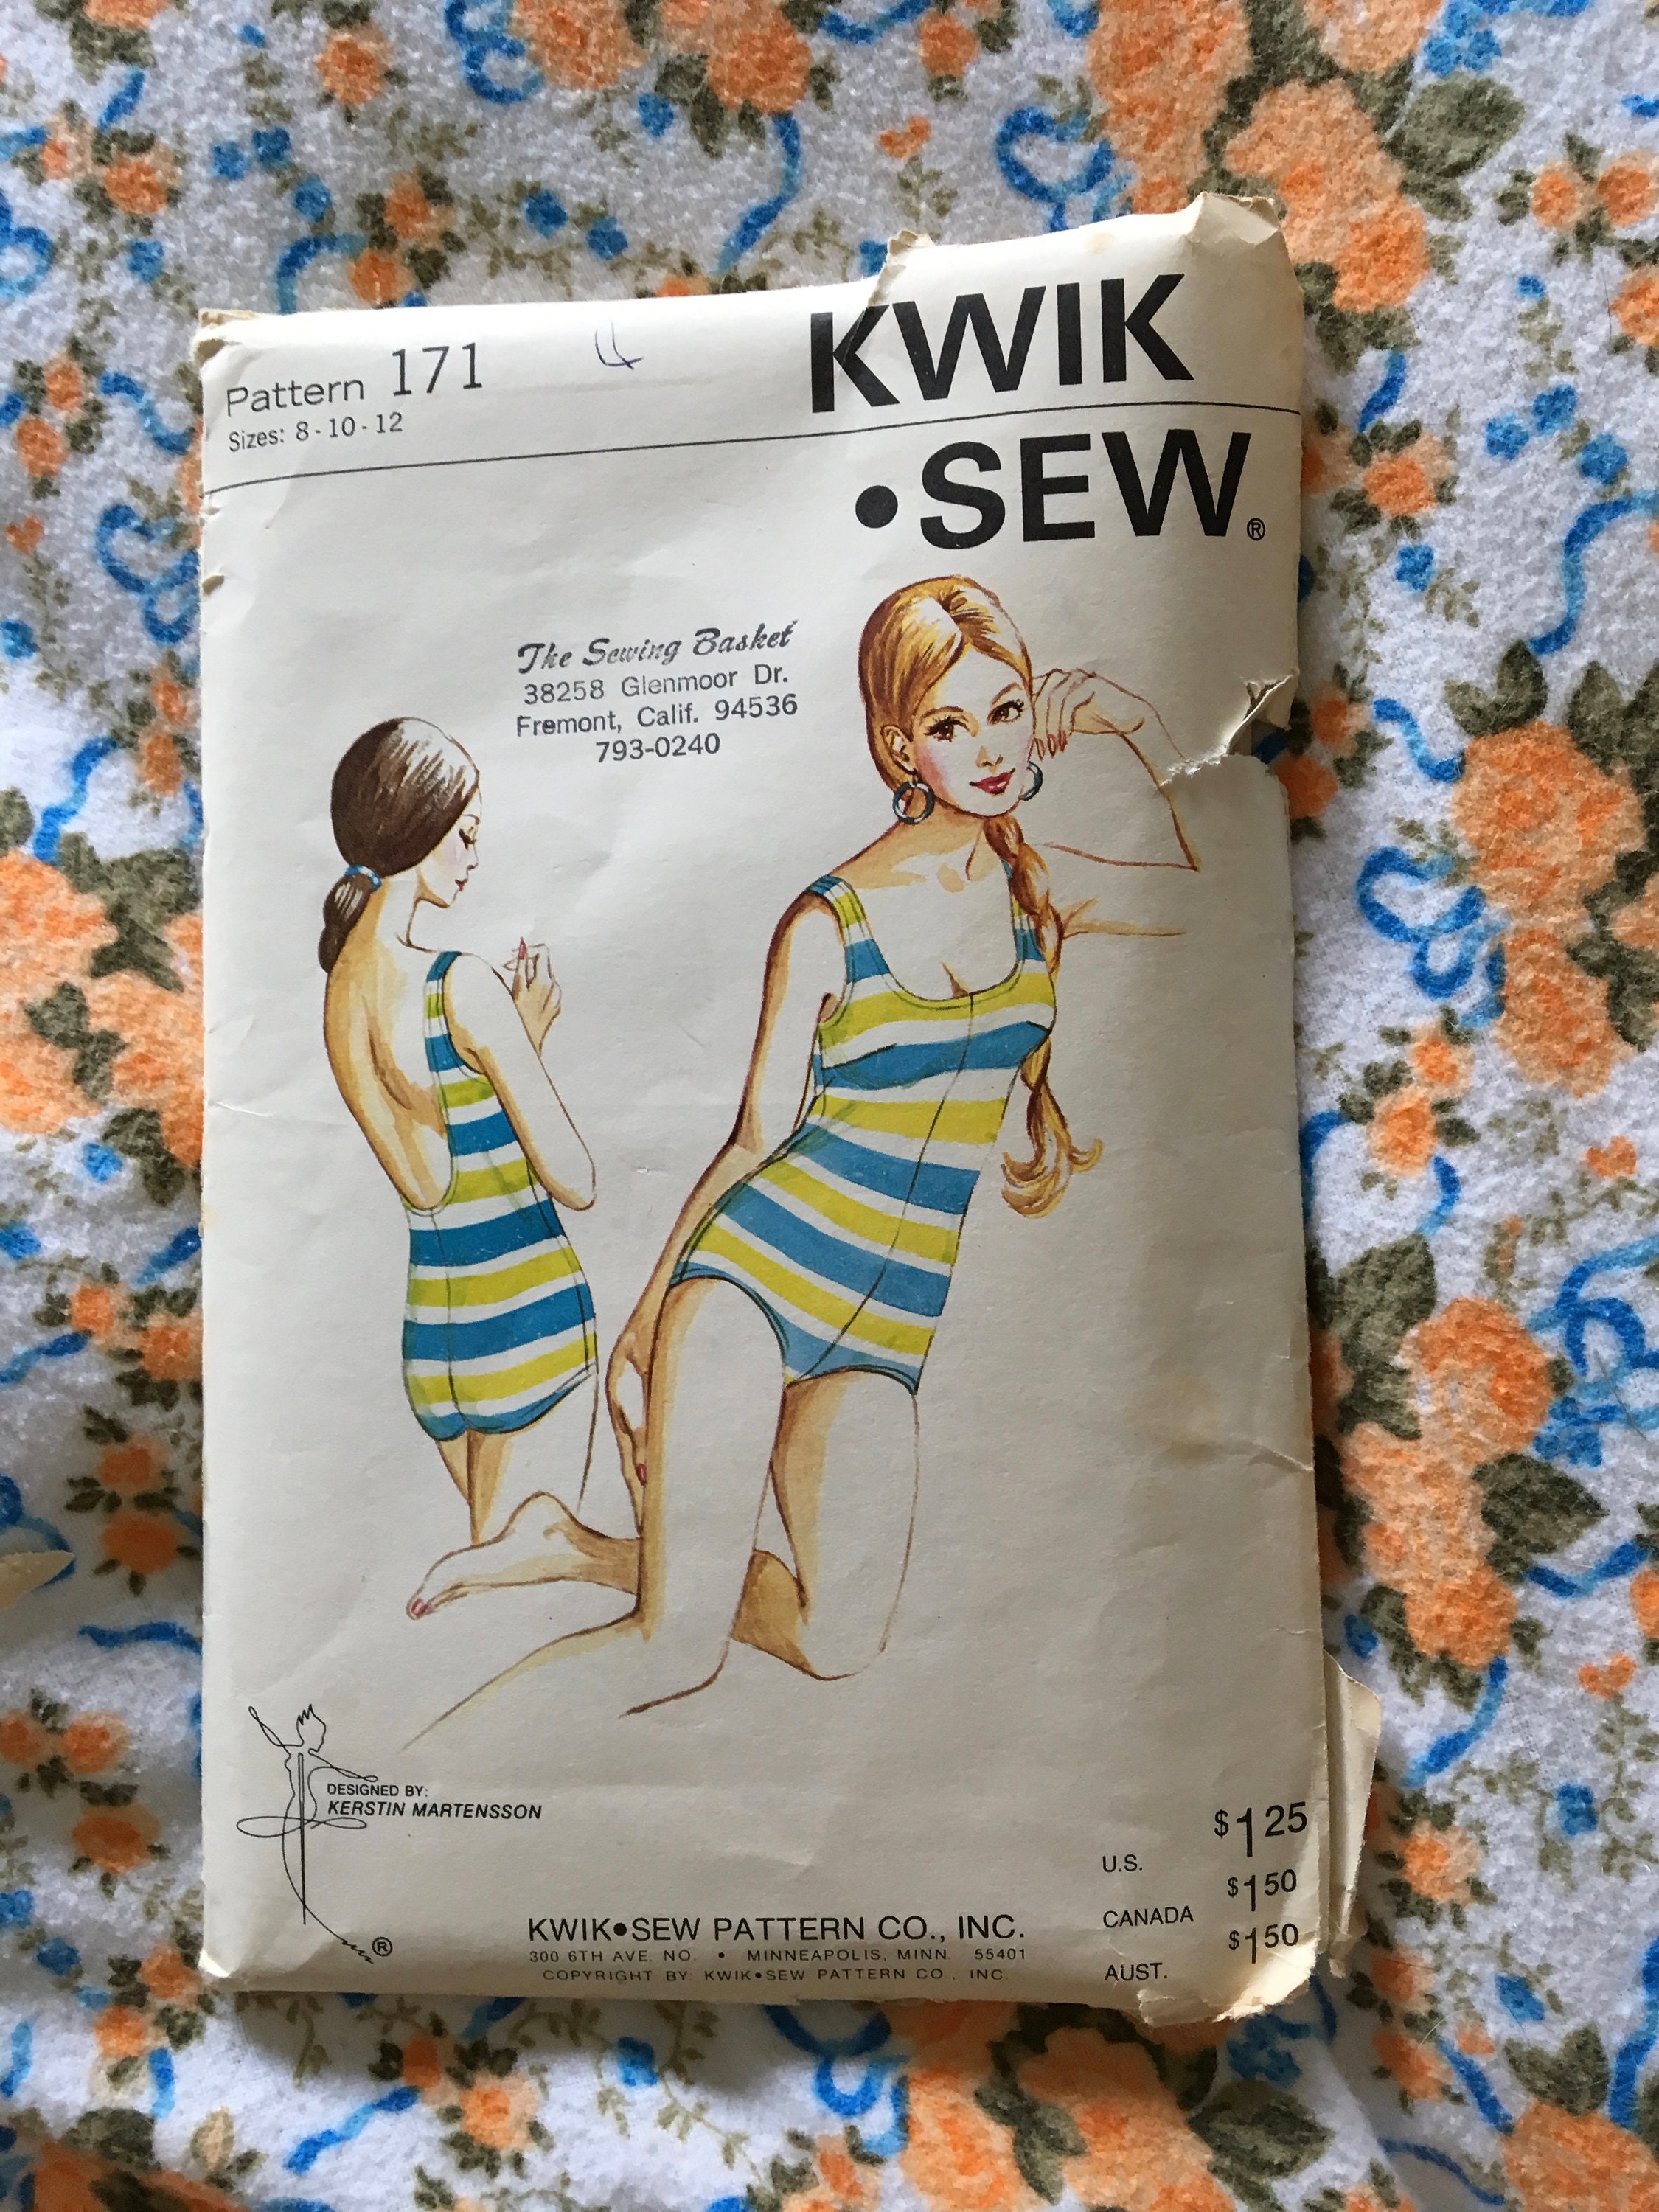 Pattern 171
Sizes: 8-10-12
KWIK
•SEW®
The Sewing Basket
38258 Glenmoor Dr.
Fremont, Calif. 94536
793-0240
DESIGNED BY:
KERSTIN MARTENSSON
®
KWIK•SEW PATTERN CO., INC.
300 6TH AVE. NO. • MINNEAPOLIS, MINN. 55401
COPYRIGHT BY: KWIK•SEW PATTERN CO., INC.
U.S. $1 25
CANADA $1 50
AUST. $1 50